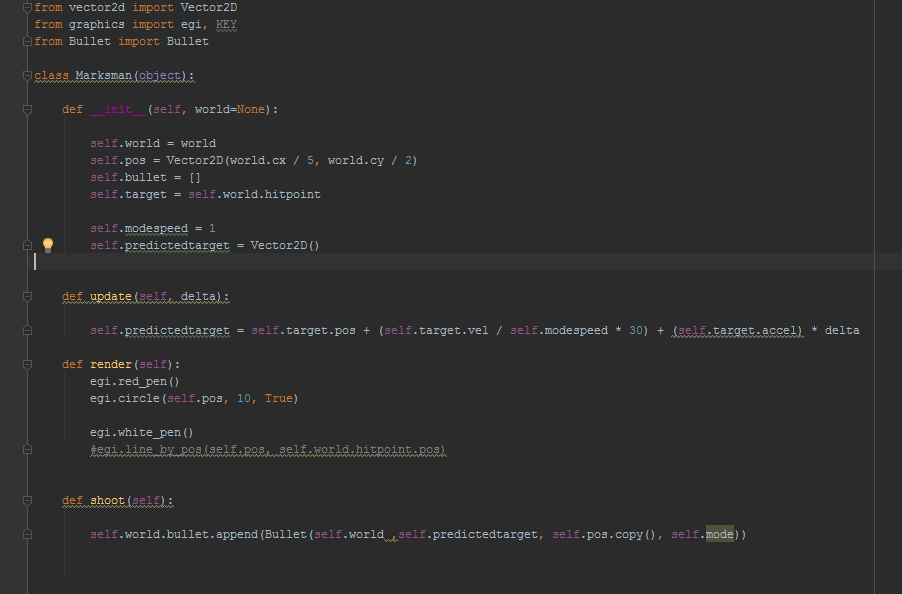 from vector2d import Vector2D
from graphics import egi, KEY
from Bullet import Bullet
class Marksman(object):
def __init__(self, world=None):
self.world = world
self.pos = Vector2D(world.cx / 5, world.cy / 2)
self.bullet = []
self.target = self.world.hitpoint
self.modespeed = 1
self.predictedtarget = Vector2D()
def update(self, delta):
self.predictedtarget = self.target.pos + (self.target.vel / self.modespeed * 30) + (self.target.accel) * delta
def render(self):
egi.red_pen()
egi.circle(self.pos, 10, True)
egi.white_pen()
#egi.line_by_pos(self.pos, self.world.hitpoint.pos)
def shoot(self):
self.world.bullet.append(Bullet(self.world ,self.predictedtarget, self.pos.copy(), self.mode))